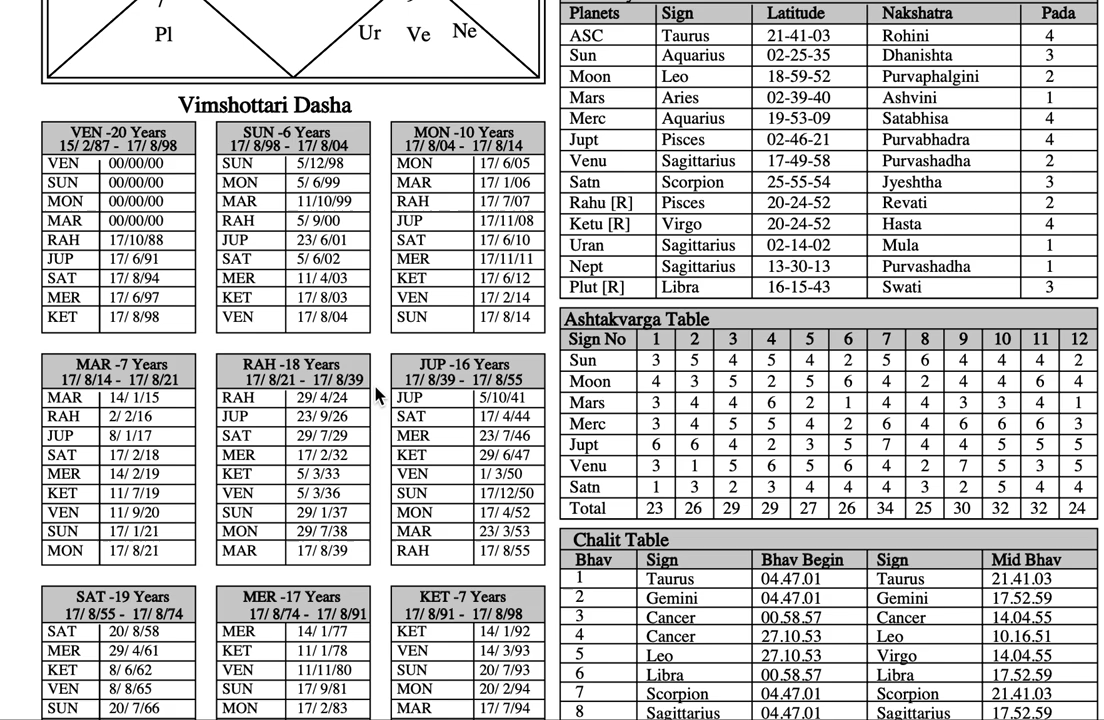 7
Pl
Ur Ve Ne
Vimshottari Dasha
VEN -20 Years
15/ 2/87 - 17/ 8/98
VEN 00/00/00
SUN 00/00/00
MON 00/00/00
MAR 00/00/00
RAH 17/10/88
JUP 17/ 6/91
SAT 17/ 8/94
MER 17/ 6/97
KET 17/ 8/98
SUN -6 Years
17/ 8/98 - 17/ 8/04
SUN 5/12/98
MON 5/ 6/99
MAR 11/10/99
RAH 5/ 9/00
JUP 23/ 6/01
SAT 5/ 6/02
MER 11/ 4/03
KET 17/ 8/03
VEN 17/ 8/04
MON -10 Years
17/ 8/04 - 17/ 8/14
MON 17/ 6/05
MAR 17/ 1/06
RAH 17/ 7/07
JUP 17/11/08
SAT 17/ 6/10
MER 17/11/11
KET 17/ 6/12
VEN 17/ 2/14
SUN 17/ 8/14
MAR -7 Years
17/ 8/14 - 17/ 8/21
MAR 14/ 1/15
RAH 2/ 2/16
JUP 8/ 1/17
SAT 17/ 2/18
MER 14/ 2/19
KET 11/ 7/19
VEN 11/ 9/20
SUN 17/ 1/21
MON 17/ 8/21
RAH -18 Years
17/ 8/21 - 17/ 8/39
RAH 29/ 4/24
JUP 23/ 9/26
SAT 29/ 7/29
MER 17/ 2/32
KET 5/ 3/33
VEN 5/ 3/36
SUN 29/ 1/37
MON 29/ 7/38
MAR 17/ 8/39
JUP -16 Years
17/ 8/39 - 17/ 8/55
JUP 5/10/41
SAT 17/ 4/44
MER 23/ 7/46
KET 29/ 6/47
VEN 1/ 3/50
SUN 17/12/50
MON 17/ 4/52
MAR 23/ 3/53
RAH 17/ 8/55
SAT -19 Years
17/ 8/55 - 17/ 8/74
SAT 20/ 8/58
MER 29/ 4/61
KET 8/ 6/62
VEN 8/ 8/65
SUN 20/ 7/66
MER -17 Years
17/ 8/74 - 17/ 8/91
MER 14/ 1/77
KET 11/ 1/78
VEN 11/11/80
SUN 17/ 9/81
MON 17/ 2/83
KET -7 Years
17/ 8/91 - 17/ 8/98
KET 14/ 1/92
VEN 14/ 3/93
SUN 20/ 7/93
MON 20/ 2/94
MAR 17/ 7/94
Planets Sign Latitude Nakshatra Pada
ASC Taurus 21-41-03 Rohini 4
Sun Aquarius 02-25-35 Dhanishta 3
Moon Leo 18-59-52 Purvaphalgini 2
Mars Aries 02-39-40 Ashvini 1
Merc Aquarius 19-53-09 Satabhisa 4
Jupt Pisces 02-46-21 Purvabhadra 4
Venu Sagittarius 17-49-58 Purvashadha 2
Satn Scorpion 25-55-54 Jyeshtha 3
Rahu [R] Pisces 20-24-52 Revati 2
Ketu [R] Virgo 20-24-52 Hasta 4
Uran Sagittarius 02-14-02 Mula 1
Nept Sagittarius 13-30-13 Purvashadha 1
Plut [R] Libra 16-15-43 Swati 3
Ashtakvarga Table
Sign No 1 2 3 4 5 6 7 8 9 10 11 12
Sun 3 5 4 5 4 2 5 6 4 4 4 2
Moon 4 3 5 2 5 6 4 2 4 4 6 4
Mars 3 4 4 6 2 1 4 4 3 3 4 1
Merc 3 4 5 5 4 2 6 4 6 6 6 3
Jupt 6 6 4 2 3 5 7 4 4 5 5 5
Venu 3 1 5 6 5 6 4 2 7 5 3 5
Satn 1 3 2 3 4 4 4 3 2 5 4 4
Total 23 26 29 29 27 26 34 25 30 32 32 24
Chalit Table
Bhav Sign Bhav Begin Sign Mid Bhav
1 Taurus 04.47.01 Taurus 21.41.03
2 Gemini 04.47.01 Gemini 17.52.59
3 Cancer 00.58.57 Cancer 14.04.55
4 Cancer 27.10.53 Leo 10.16.51
5 Leo 27.10.53 Virgo 14.04.55
6 Libra 00.58.57 Libra 17.52.59
7 Scorpion 04.47.01 Scorpion 21.41.03
8 Sagittarius 04.47.01 Sagittarius 17.52.59